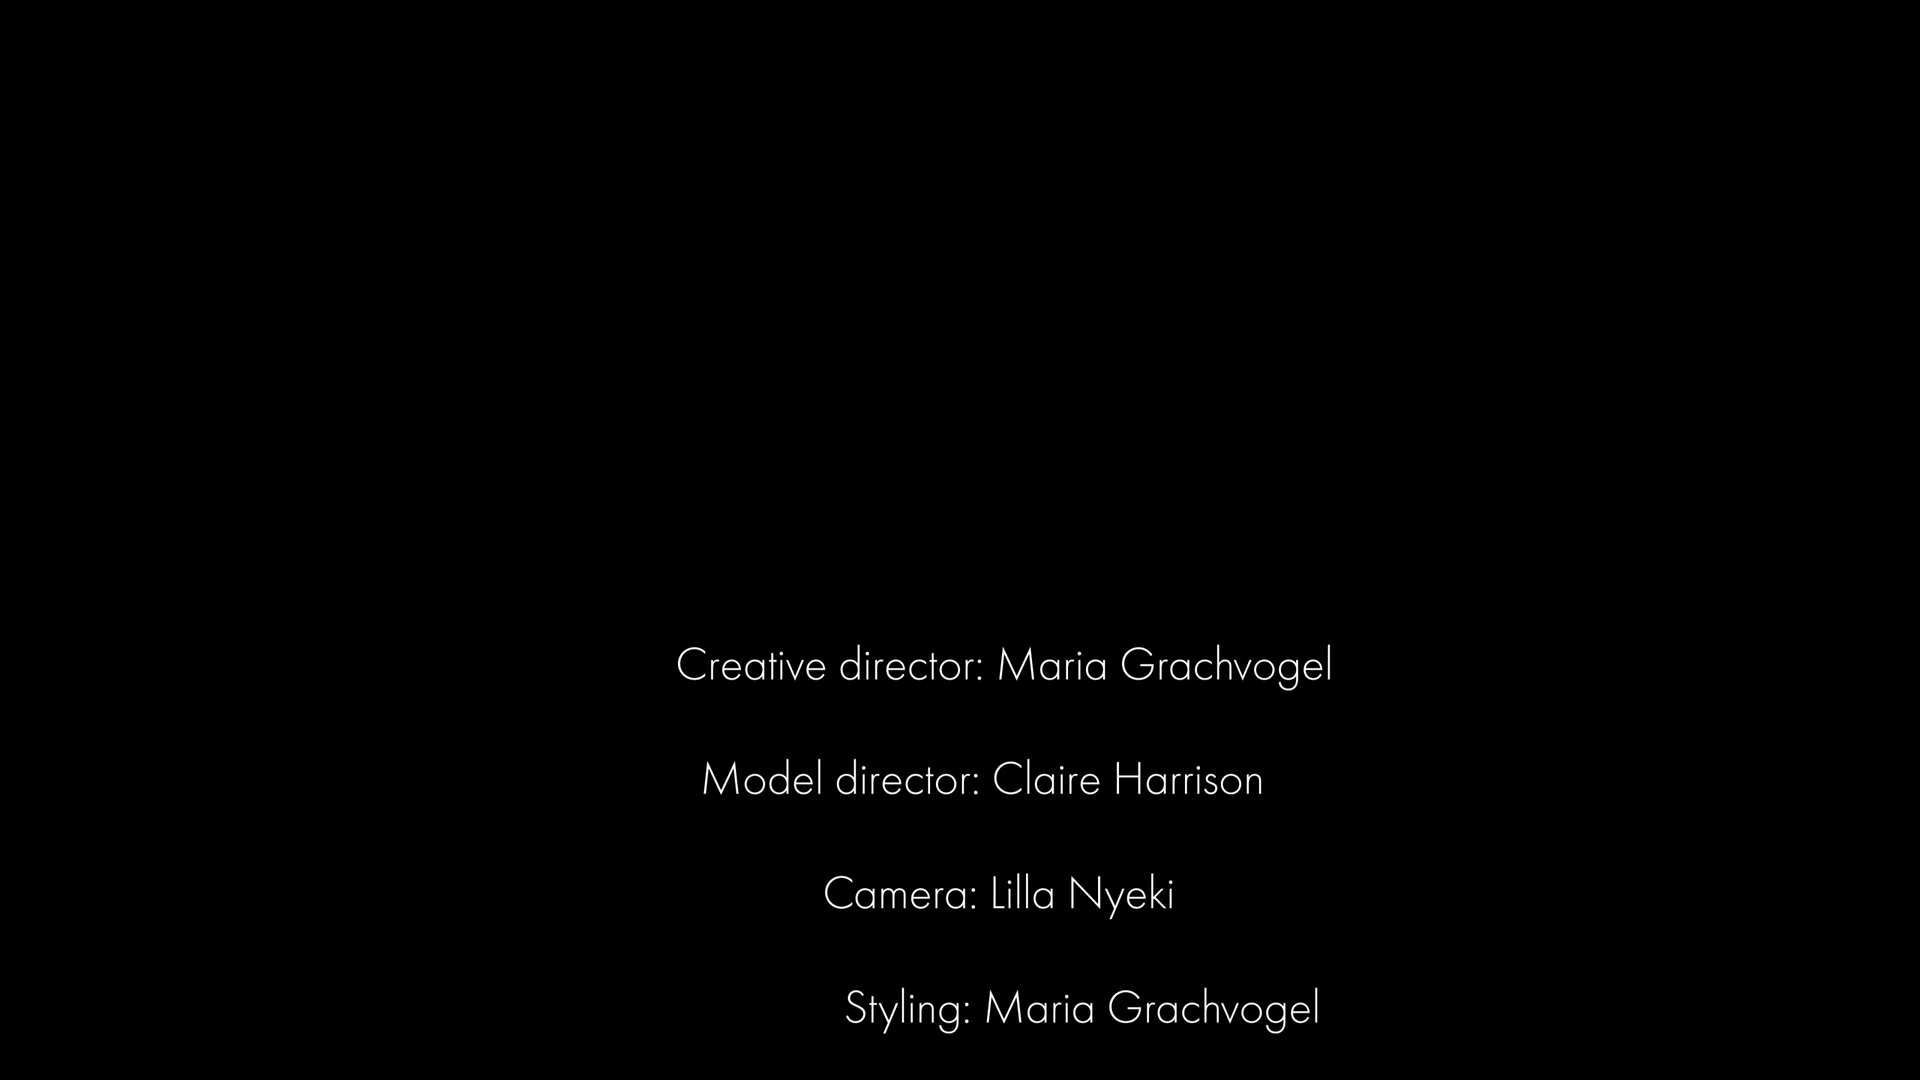 Creative director: Maria Grachvogel
Model director: Claire Harrison
Camera: Lilla Nyeki
Styling: Maria Grachvogel